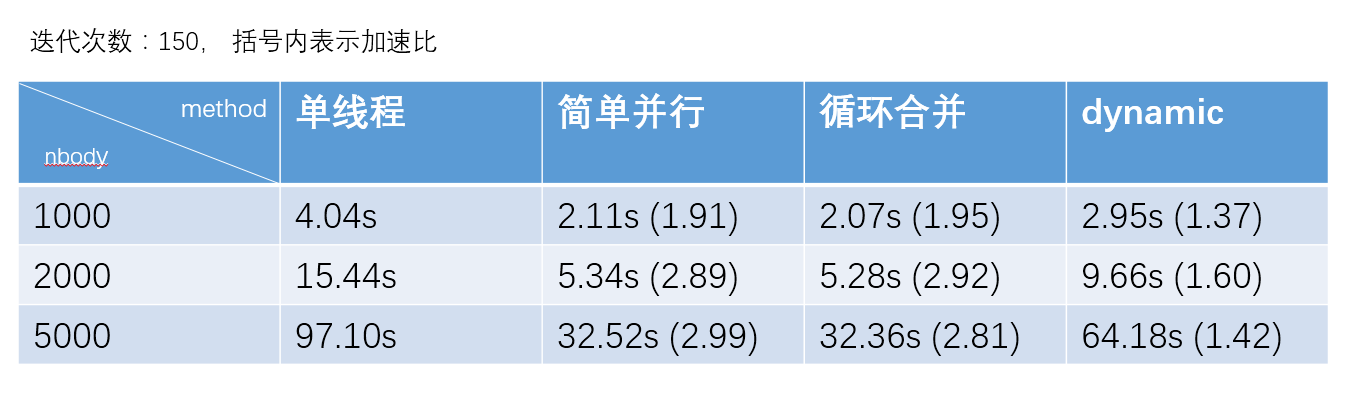 迭代次数：150， 括号内表示加速比
method nbody 单线程 简单并行 循环合并 dynamic
1000 4.04s 2.11s (1.91) 2.07s (1.95) 2.95s (1.37)
2000 15.44s 5.34s (2.89) 5.28s (2.92) 9.66s (1.60)
5000 97.10s 32.52s (2.99) 32.36s (2.81) 64.18s (1.42)